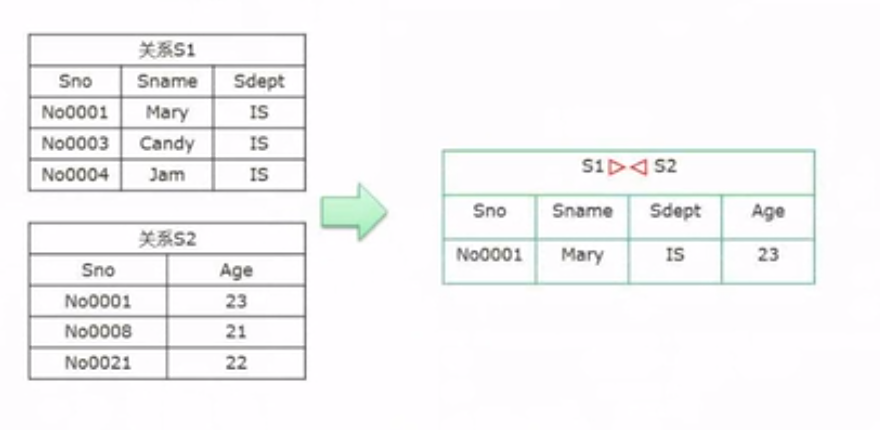 关系S1
Sno Sname Sdept
No0001 Mary IS
No0003 Candy IS
No0004 Jam IS
关系S2
Sno Age
No0001 23
No0008 21
No0021 22
S1▷◁S2
Sno Sname Sdept Age
No0001 Mary IS 23